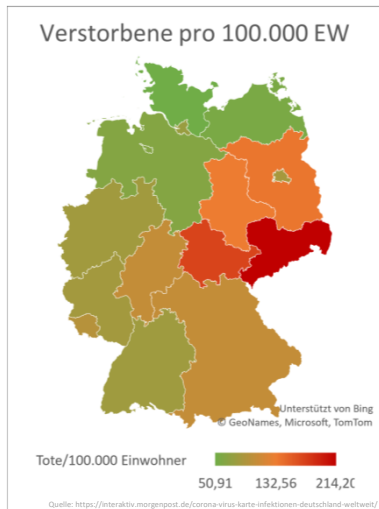 Verstorbene pro 100.000 EW
Unterstützt von Bing
© GeoNames, Microsoft, TomTom
Tote/100.000 Einwohner
50,91 132,56 214,20
Quelle: https://interaktiv.morgenpost.de/corona-virus-karte-infektionen-deutschland-weltweit/